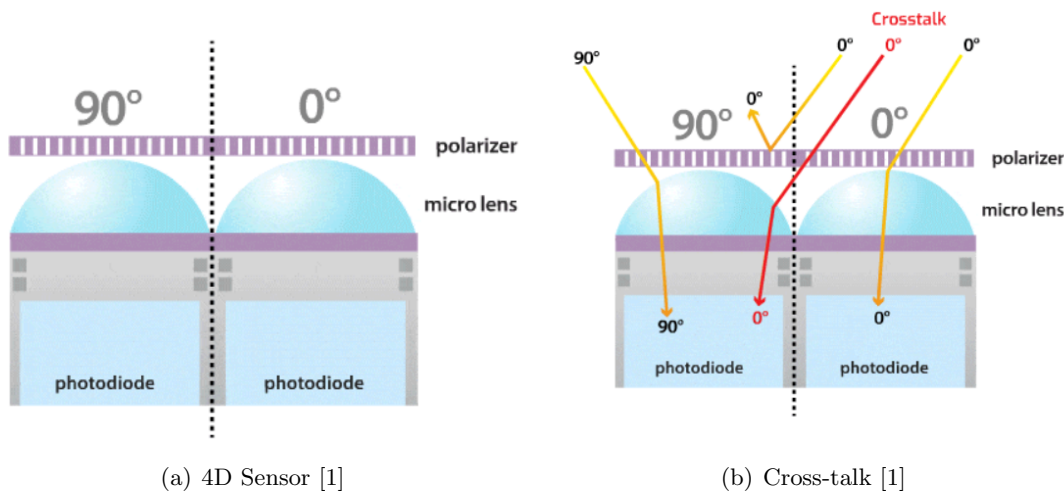 90° 0°
polarizer
micro lens
photodiode photodiode
(a) 4D Sensor [1]
Crosstalk
90° 0° 0° 0°
0°
90° 0°
polarizer
micro lens
90° 0° 0°
photodiode photodiode
(b) Cross-talk [1]